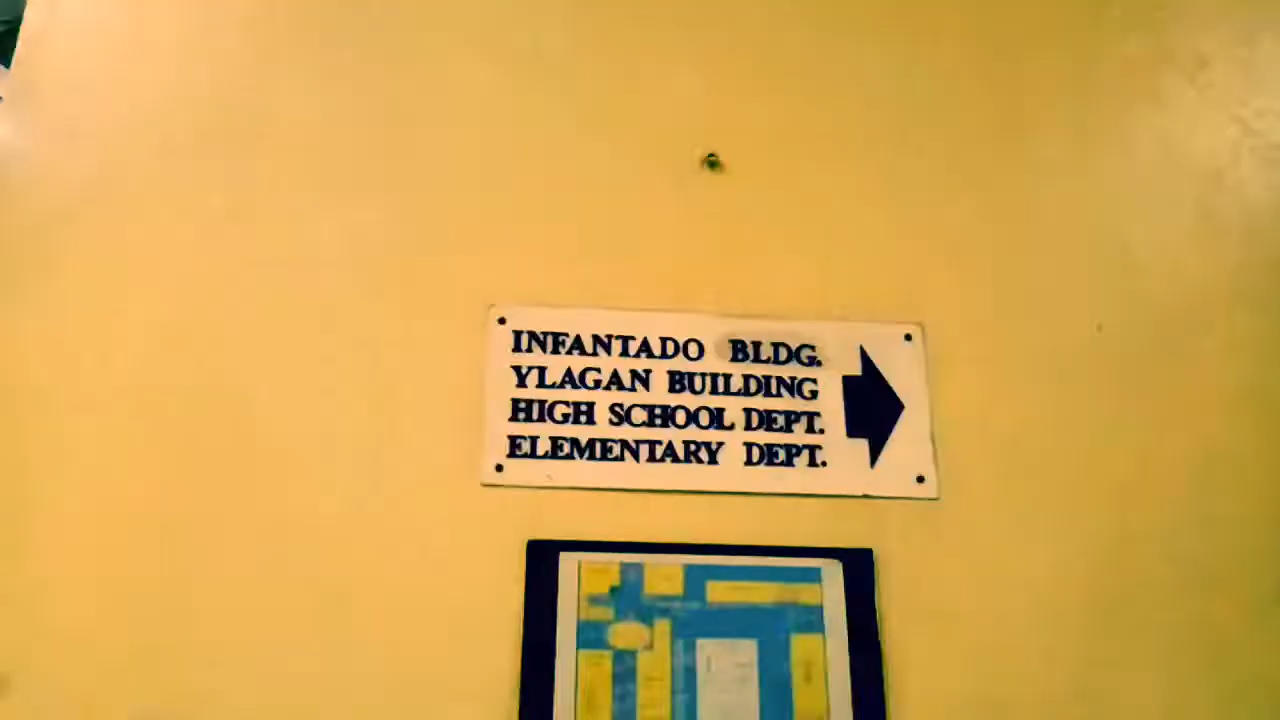 INFANTADO BLDG.
YLAGAN BUILDING
HIGH SCHOOL DEPT.
ELEMENTARY DEPT.